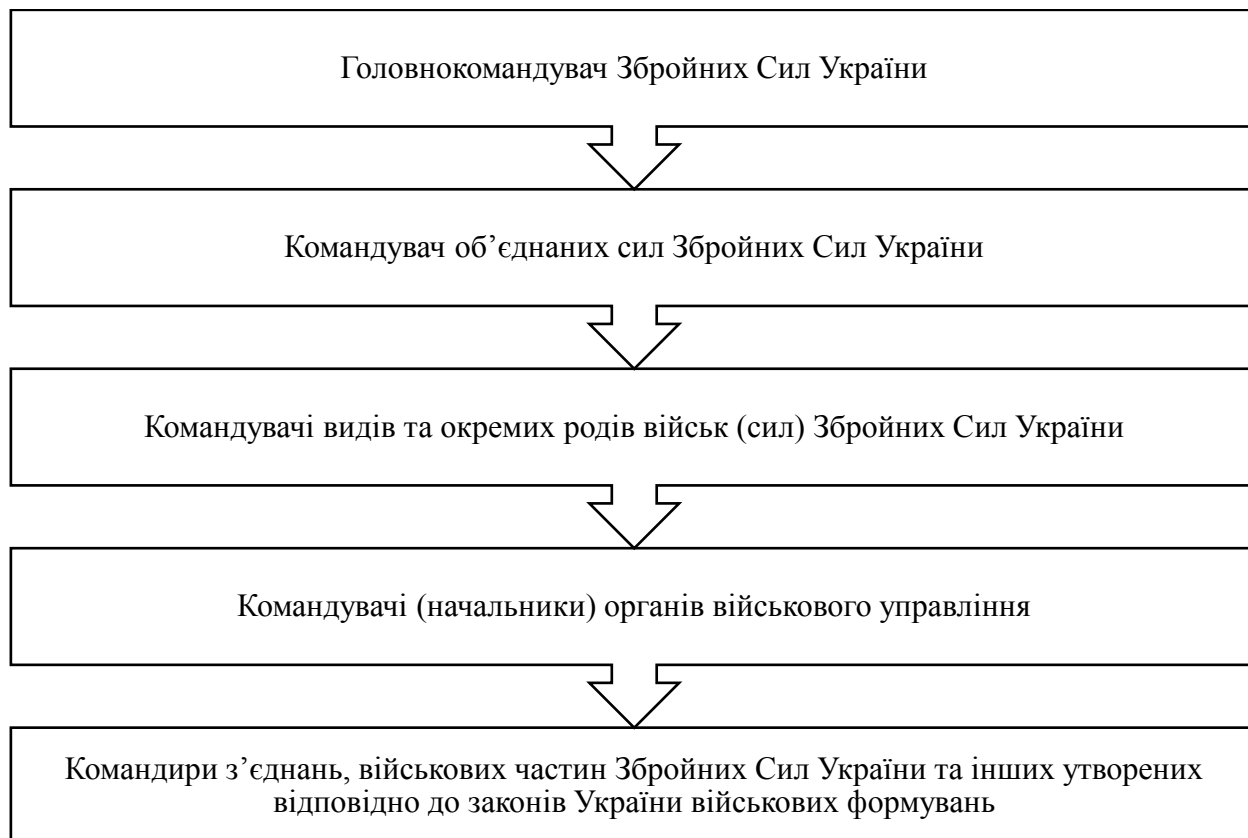 Головнокомандувач Збройних Сил України
Командувач об’єднаних сил Збройних Сил України
Командувачі видів та окремих родів військ (сил) Збройних Сил України
Командувачі (начальники) органів військового управління
Командири з’єднань, військових частин Збройних Сил України та інших утворених
відповідно до законів України військових формувань